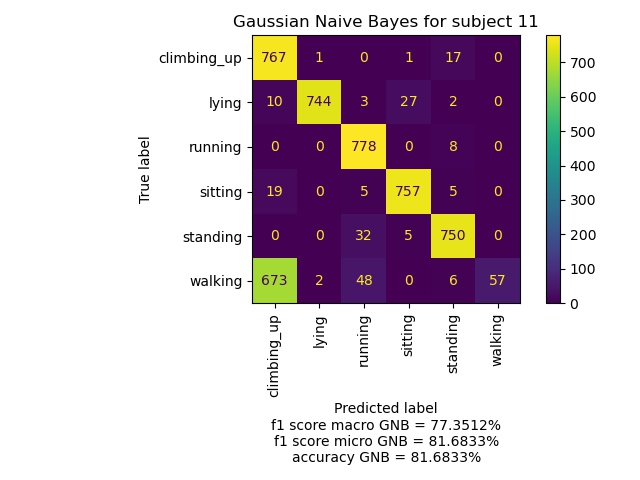 Gaussian Naive Bayes for subject 11
True label
climbing_up 767 1 0 1 17 0
lying 10 744 3 27 2 0
running 0 0 778 0 8 0
sitting 19 0 5 757 5 0
standing 0 0 32 5 750 0
walking 673 2 48 0 6 57
climbing_up lying running sitting standing walking
700
600
500
400
300
200
100
0
Predicted label
f1 score macro GNB = 77.3512%
f1 score micro GNB = 81.6833%
accuracy GNB = 81.6833%